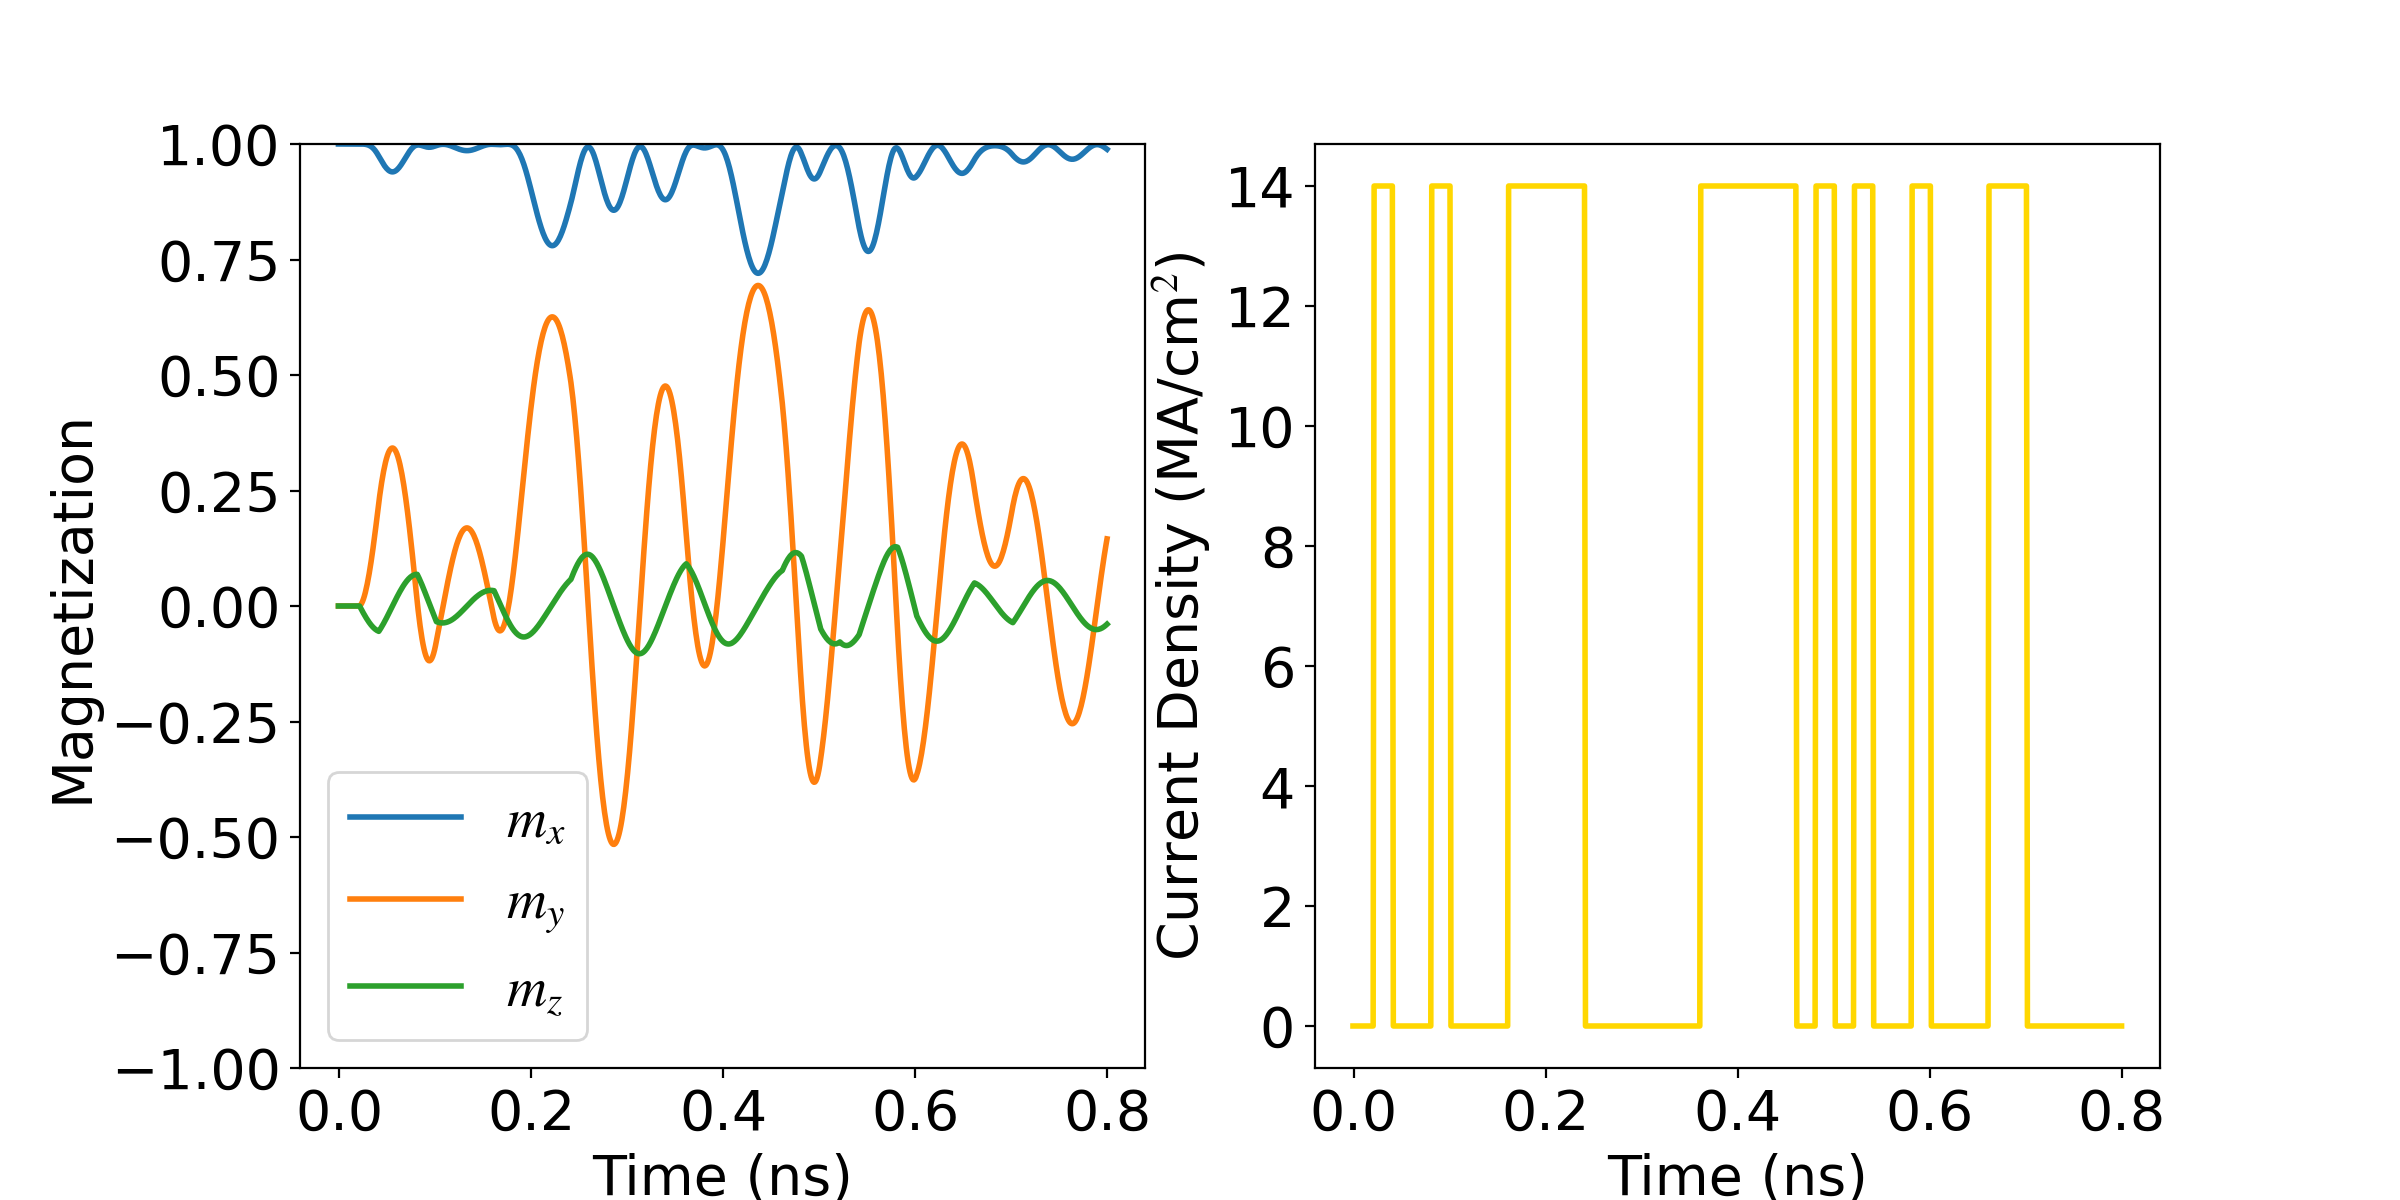 Magnetization
1.00
0.75
0.50
0.25
0.00
−0.25
−0.50
−0.75
−1.00
m_x
m_y
m_z
0.0 0.2 0.4 0.6 0.8
Time (ns)
Current Density (MA/cm²)
14
12
10
8
6
4
2
0
0.0 0.2 0.4 0.6 0.8
Time (ns)